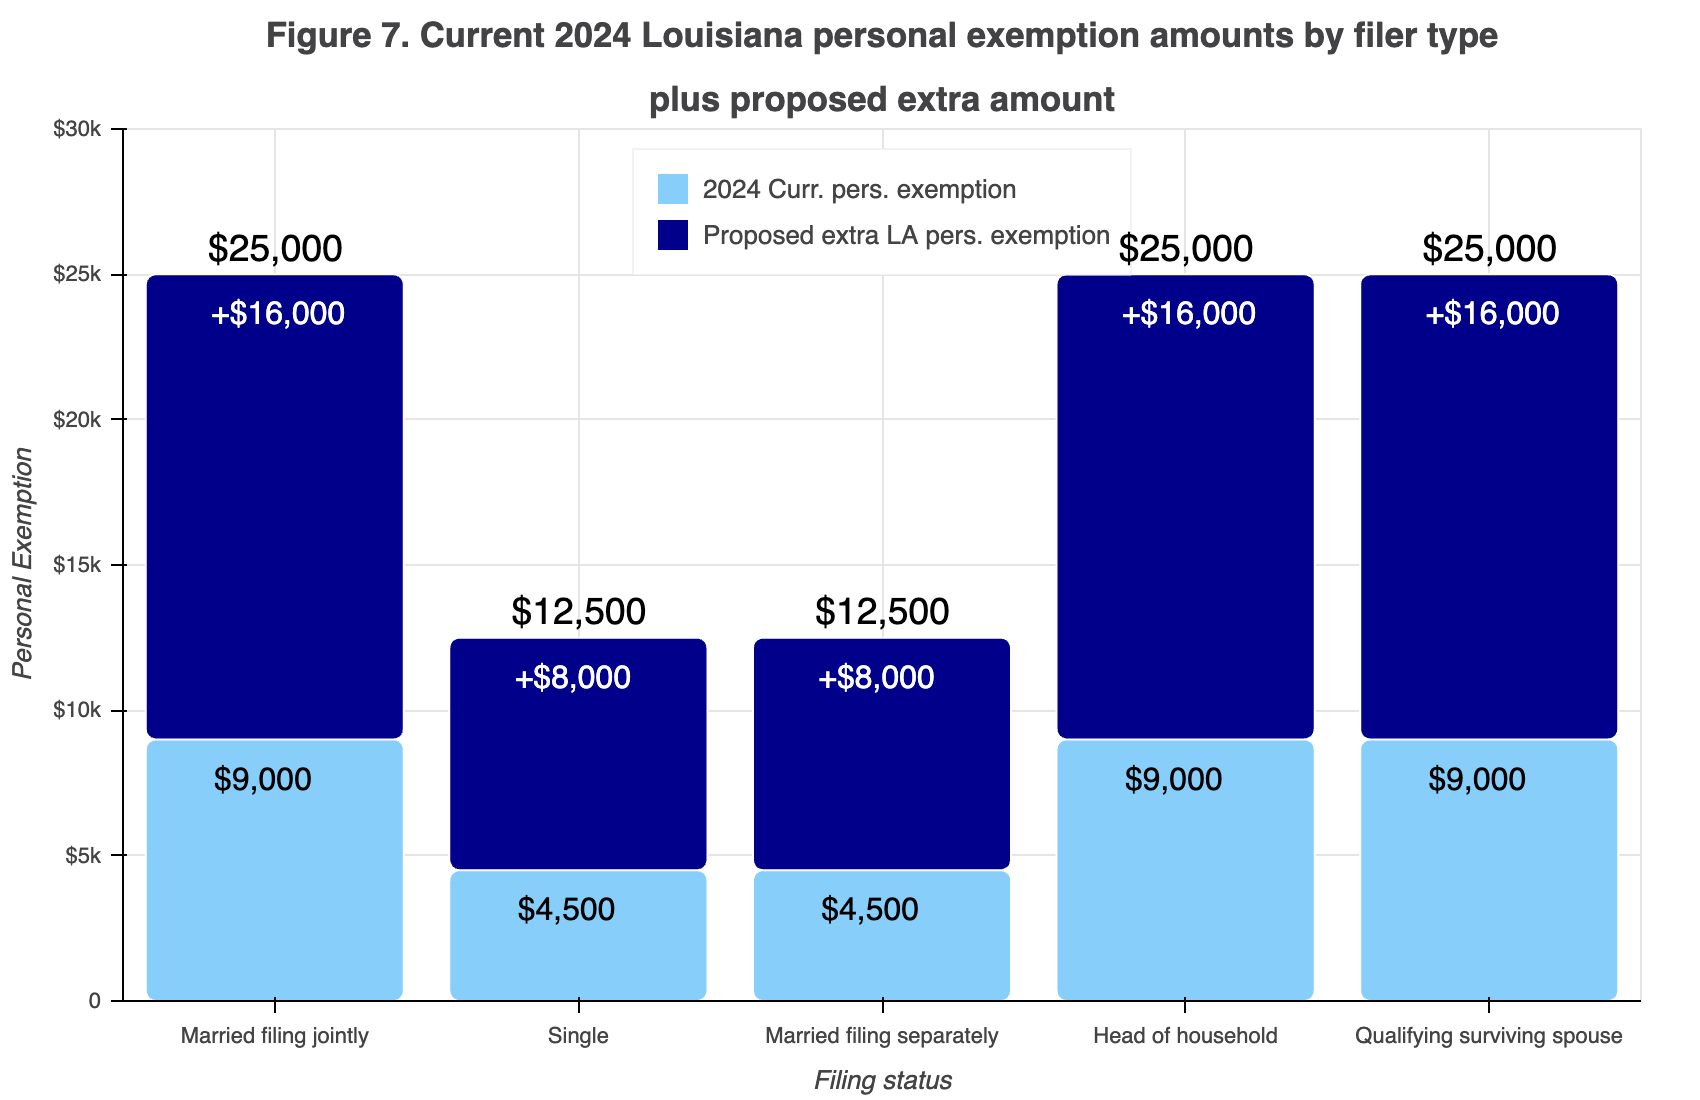 Figure 7. Current 2024 Louisiana personal exemption amounts by filer type
plus proposed extra amount
2024 Curr. pers. exemption
Proposed extra LA pers. exemption
Personal Exemption
$30k
$25k
$20k
$15k
$10k
$5k
0
$25,000
+$16,000
$9,000
$12,500
+$8,000
$4,500
$12,500
+$8,000
$4,500
$25,000
+$16,000
$9,000
$25,000
+$16,000
$9,000
Married filing jointly
Single
Married filing separately
Head of household
Qualifying surviving spouse
Filing status